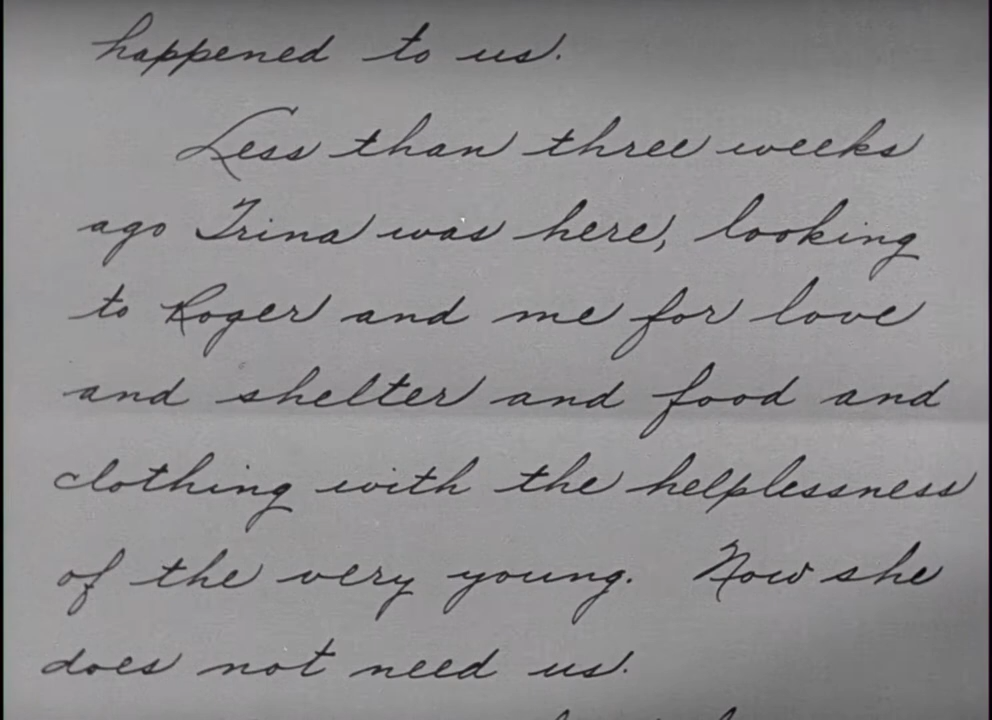 happened to us.
Less than three weeks
ago Trina was here, looking
to Roger and me for love
and shelter and food and
clothing with the helplessness
of the very young. Now she
does not need us.